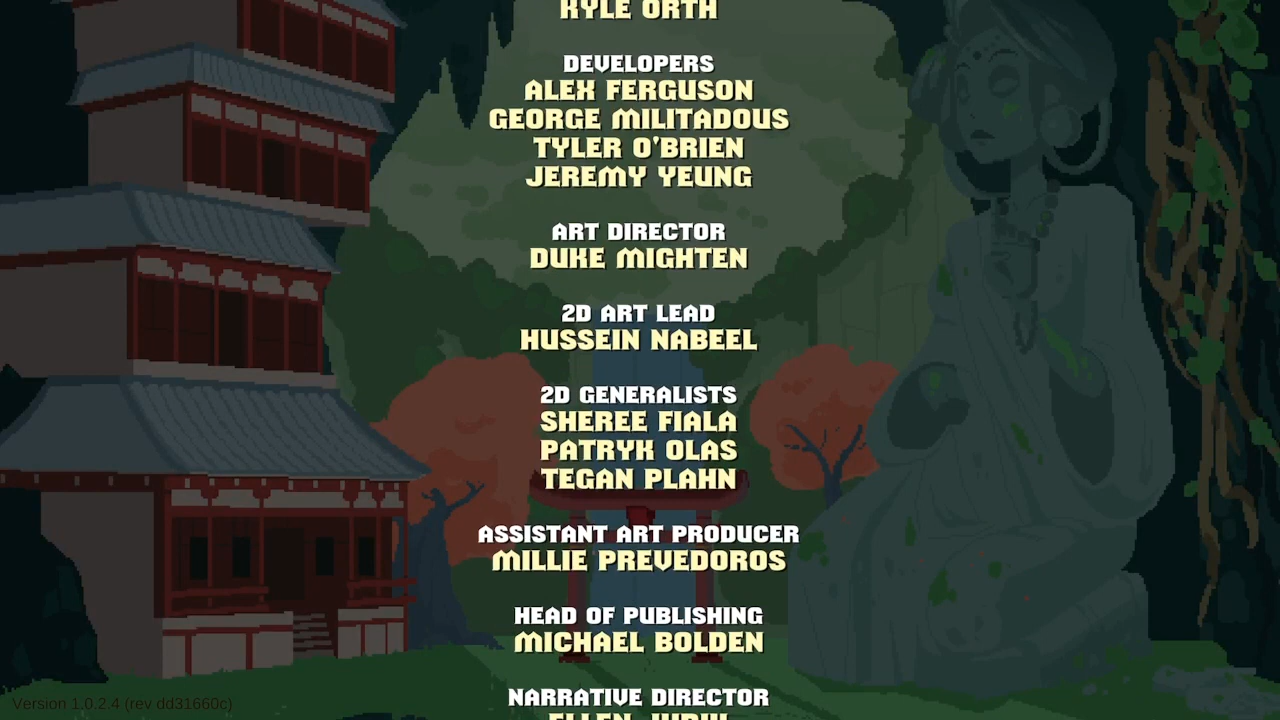 KYLE ORTH
DEVELOPERS
ALEX FERGUSON
GEORGE MILITADOUS
TYLER O'BRIEN
JEREMY YEUNG
ART DIRECTOR
DUKE MIGHTEN
2D ART LEAD
HUSSEIN NABEEL
2D GENERALISTS
SHEREE FIALA
PATRYK OLAS
TEGAN PLAHN
ASSISTANT ART PRODUCER
MILLIE PREVEDOROS
HEAD OF PUBLISHING
MICHAEL BOLDEN
NARRATIVE DIRECTOR
ELLEN
Version 1.0.2.4 (rev dd31660c)